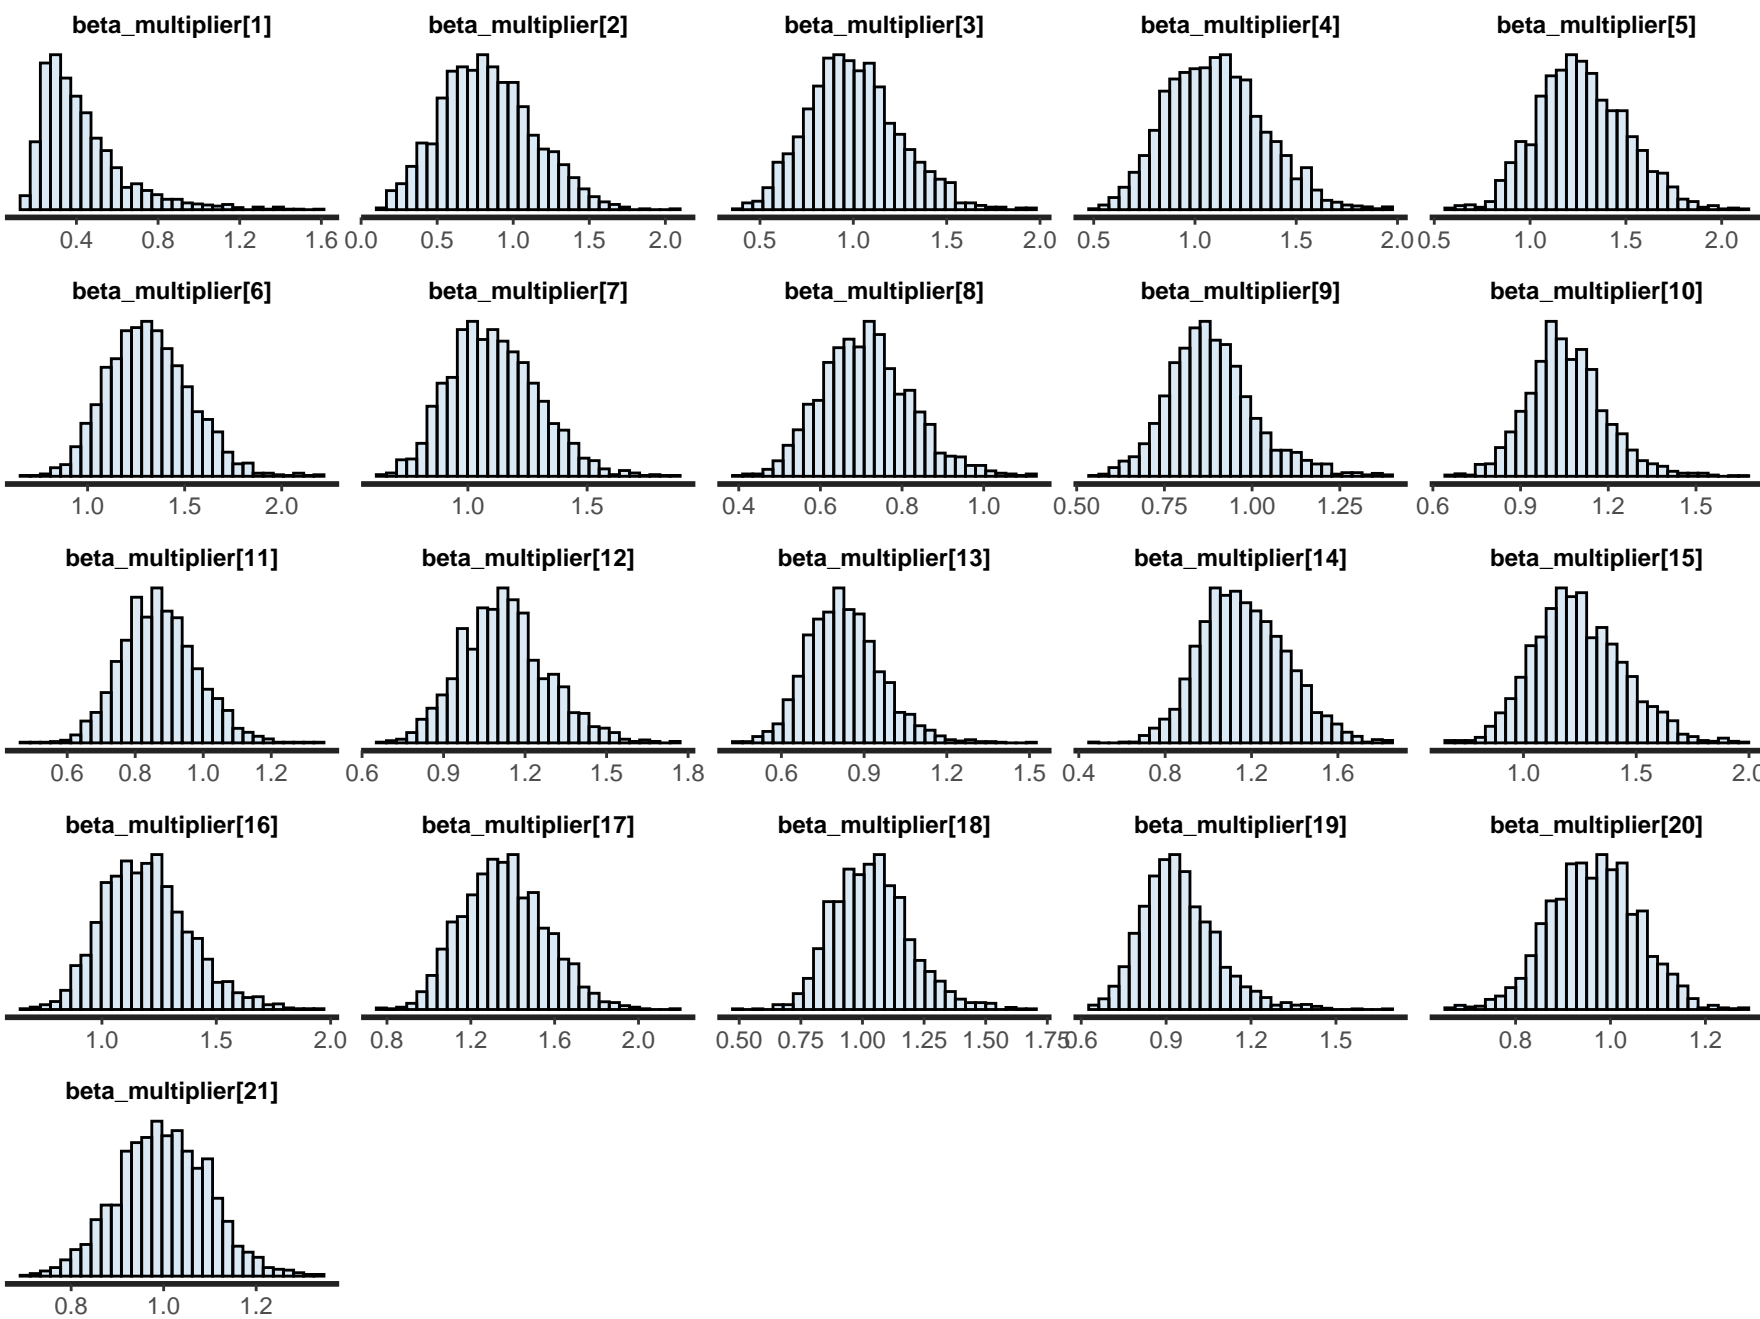 beta_multiplier[1] beta_multiplier[2] beta_multiplier[3] beta_multiplier[4] beta_multiplier[5]
0.4 0.8 1.2 1.6 0.0 0.5 1.0 1.5 2.0 0.5 1.0 1.5 2.0 0.5 1.0 1.5 2.0 0.5 1.0 1.5 2.0
beta_multiplier[6] beta_multiplier[7] beta_multiplier[8] beta_multiplier[9] beta_multiplier[10]
1.0 1.5 2.0 1.0 1.5 0.4 0.6 0.8 1.0 0.50 0.75 1.00 1.25 0.6 0.9 1.2 1.5
beta_multiplier[11] beta_multiplier[12] beta_multiplier[13] beta_multiplier[14] beta_multiplier[15]
0.6 0.8 1.0 1.2 0.6 0.9 1.2 1.5 1.8 0.6 0.9 1.2 1.5 0.4 0.8 1.2 1.6 1.0 1.5 2.0
beta_multiplier[16] beta_multiplier[17] beta_multiplier[18] beta_multiplier[19] beta_multiplier[20]
1.0 1.5 2.0 0.8 1.2 1.6 2.0 0.50 0.75 1.00 1.25 1.50 1.75 0.6 0.9 1.2 1.5 0.8 1.0 1.2
beta_multiplier[21]
0.8 1.0 1.2